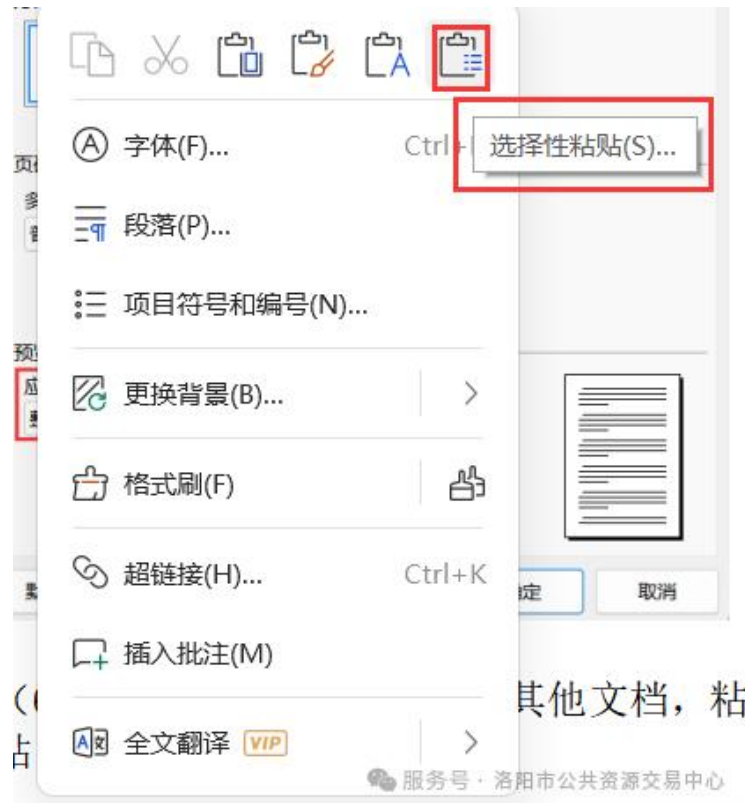 字体(F)...
Ctrl+
选择性粘贴(S)...
段落(P)...
项目符号和编号(N)...
更换背景(B)...
格式刷(F)
超链接(H)...
Ctrl+K
定
取消
插入批注(M)
其他文档，粘
全文翻译
VIP
服务号·洛阳市公共资源交易中心